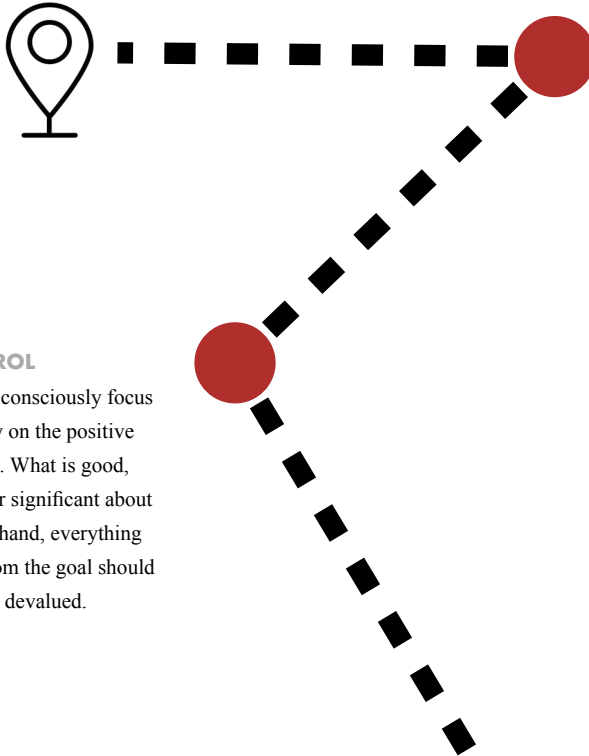 ROL
consciously focus
y on the positive
. What is good,
r significant about
hand, everything
om the goal should
devalued.